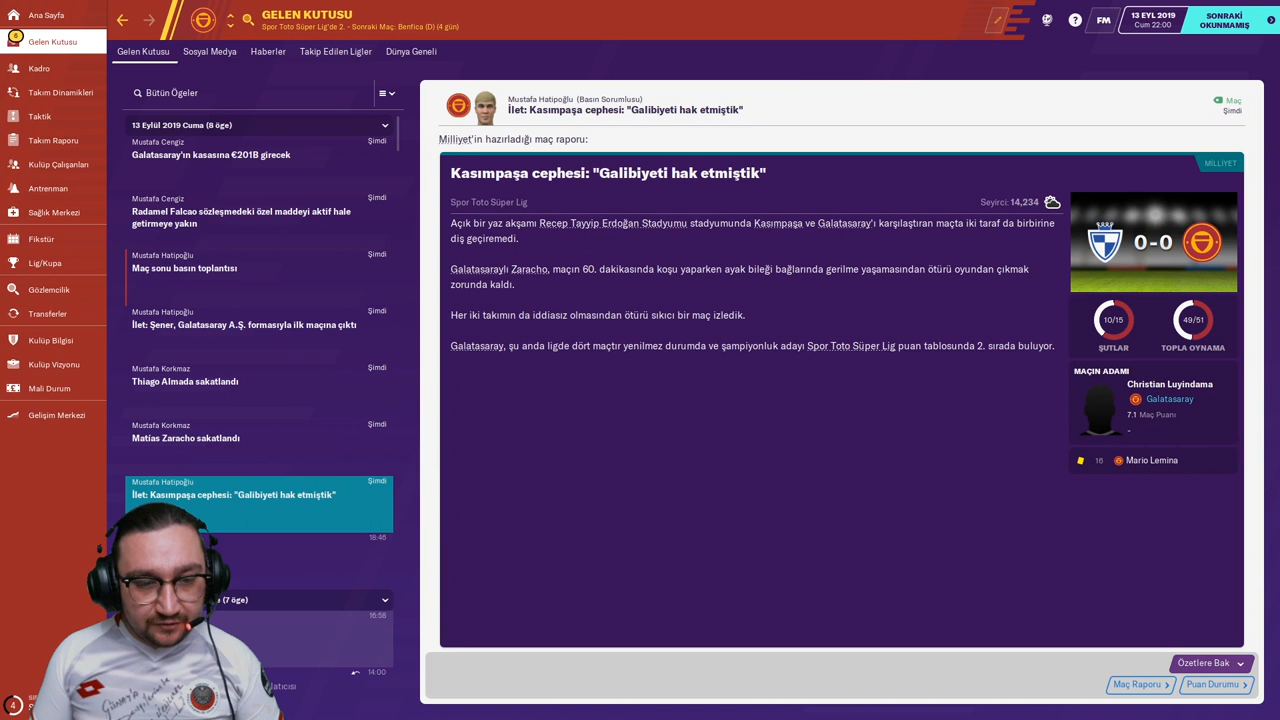 Ana Sayfa
6
Gelen Kutusu
Kadro
Takım Dinamikleri
Taktik
Takım Raporu
Kulüp Çalışanları
Antrenman
Sağlık Merkezi
Fikstür
Lig/Kupa
Gözlemcilik
Transferler
Kulüp Bilgisi
Kulüp Vizyonu
Mali Durum
Gelişim Merkezi
4
GELEN KUTUSU
Spor Toto Süper Lig'de 2. - Sonraki Maç: Benfica (D) (4 gün)
FM
13 EYL 2019
Cum 22:00
SONRAKİ
OKUNMAMIŞ
Gelen Kutusu
Sosyal Medya
Haberler
Takip Edilen Ligler
Dünya Geneli
Bütün Ögeler
13 Eylül 2019 Cuma (8 öge)
Mustafa Cengiz
Şimdi
Galatasaray'ın kasasına €201B girecek
Mustafa Cengiz
Şimdi
Radamel Falcao sözleşmedeki özel maddeyi aktif hale
getirmeye yakın
Mustafa Hatipoğlu
Şimdi
Maç sonu basın toplantısı
Mustafa Hatipoğlu
Şimdi
İlet: Şener, Galatasaray A.Ş. formasıyla ilk maçına çıktı
Mustafa Korkmaz
Şimdi
Thiago Almada sakatlandı
Mustafa Korkmaz
Şimdi
Matías Zaracho sakatlandı
Mustafa Hatipoğlu
Şimdi
İlet: Kasımpaşa cephesi: "Galibiyeti hak etmiştik"
18:46
(7 öge)
16:58
14:00
Mustafa Hatipoğlu (Basın Sorumlusu)
İlet: Kasımpaşa cephesi: "Galibiyeti hak etmiştik"
Maç
Şimdi
Milliyet'in hazırladığı maç raporu:
MİLLİYET
Kasımpaşa cephesi: "Galibiyeti hak etmiştik"
Spor Toto Süper Lig
Seyirci: 14,234
Açık bir yaz akşamı Recep Tayyip Erdoğan Stadyumu stadyumunda Kasımpaşa ve Galatasaray'ı karşılaştıran maçta iki taraf da birbirine
diş geçiremedi.
Galatasaraylı Zaracho, maçın 60. dakikasında koşu yaparken ayak bileği bağlarında gerilme yaşamasından ötürü oyundan çıkmak
zorunda kaldı.
Her iki takımın da iddiasız olmasından ötürü sıkıcı bir maç izledik.
Galatasaray, şu anda ligde dört maçtır yenilmez durumda ve şampiyonluk adayı Spor Toto Süper Lig puan tablosunda 2. sırada buluyor.
0-0
10/15
ŞUTLAR
49/51
TOPLA OYNAMA
MAÇIN ADAMI
Christian Luyindama
Galatasaray
7.1 Maç Puanı
-
16
Mario Lemina
Özetlere Bak
Maç Raporu
Puan Durumu